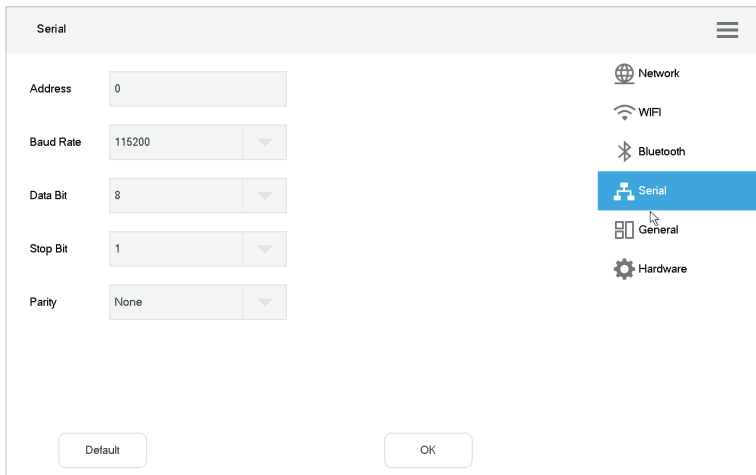 Serial
Address 0
Baud Rate 115200
Data Bit 8
Stop Bit 1
Parity None
Network
WIFI
Bluetooth
Serial
General
Hardware
Default OK